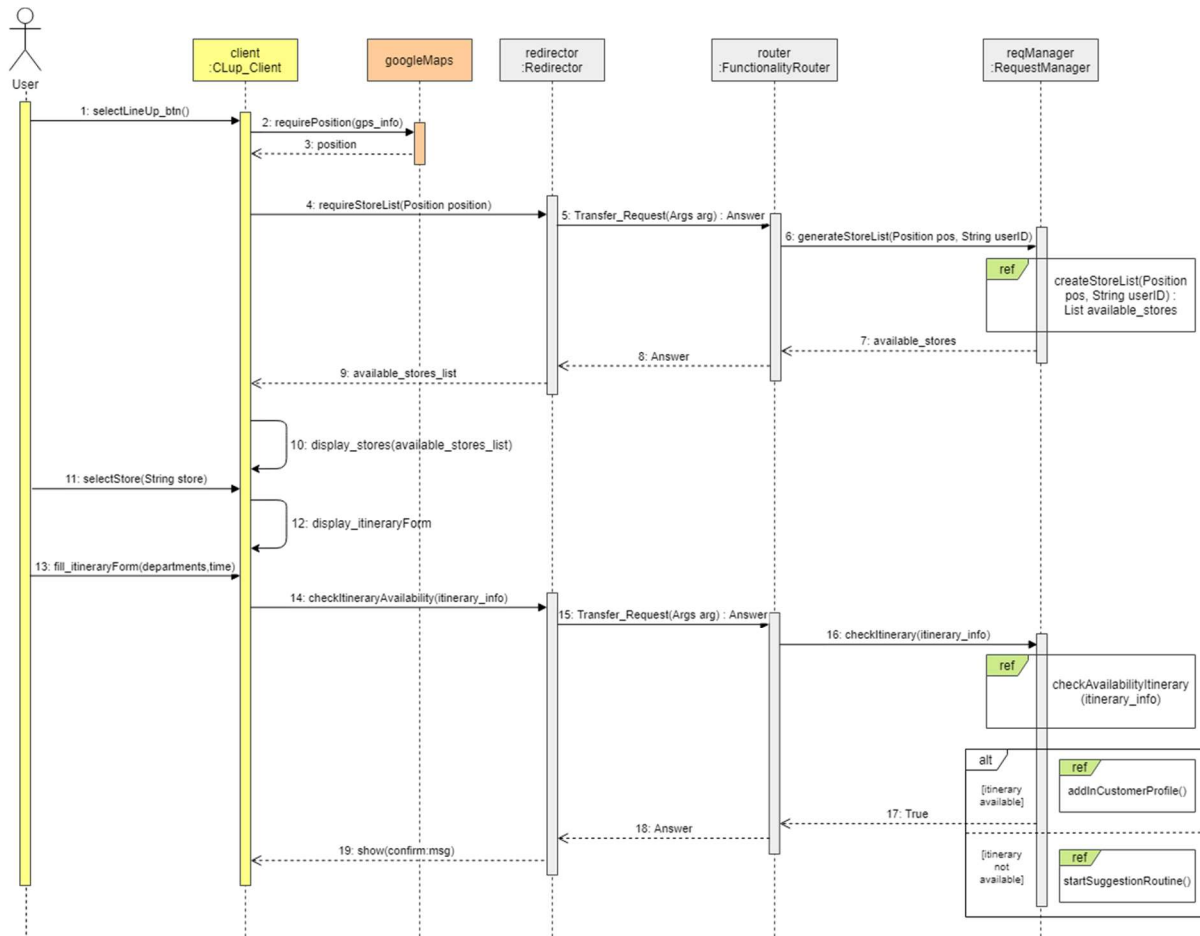 User
client
:CLup_Client
googleMaps
redirector
:Redirector
router
:FunctionalityRouter
reqManager
:RequestManager
1: selectLineUp_btn()
2: requirePosition(gps_info)
3: position
4: requireStoreList(Position position)
5: Transfer_Request(Args arg) : Answer
6: generateStoreList(Position pos, String userID)
ref
createStoreList(Position
pos, String userID) :
List available_stores
7: available_stores
8: Answer
9: available_stores_list
10: display_stores(available_stores_list)
11: selectStore(String store)
12: display_itineraryForm
13: fill_itineraryForm(departments,time)
14: checkItineraryAvailability(itinerary_info)
15: Transfer_Request(Args arg) : Answer
16: checkItinerary(itinerary_info)
ref
checkAvailabilityItinerary
(itinerary_info)
alt
[itinerary
available]
ref
addInCustomerProfile()
17: True
18: Answer
19: show(confirm:msg)
[itinerary
not
available]
ref
startSuggestionRoutine()